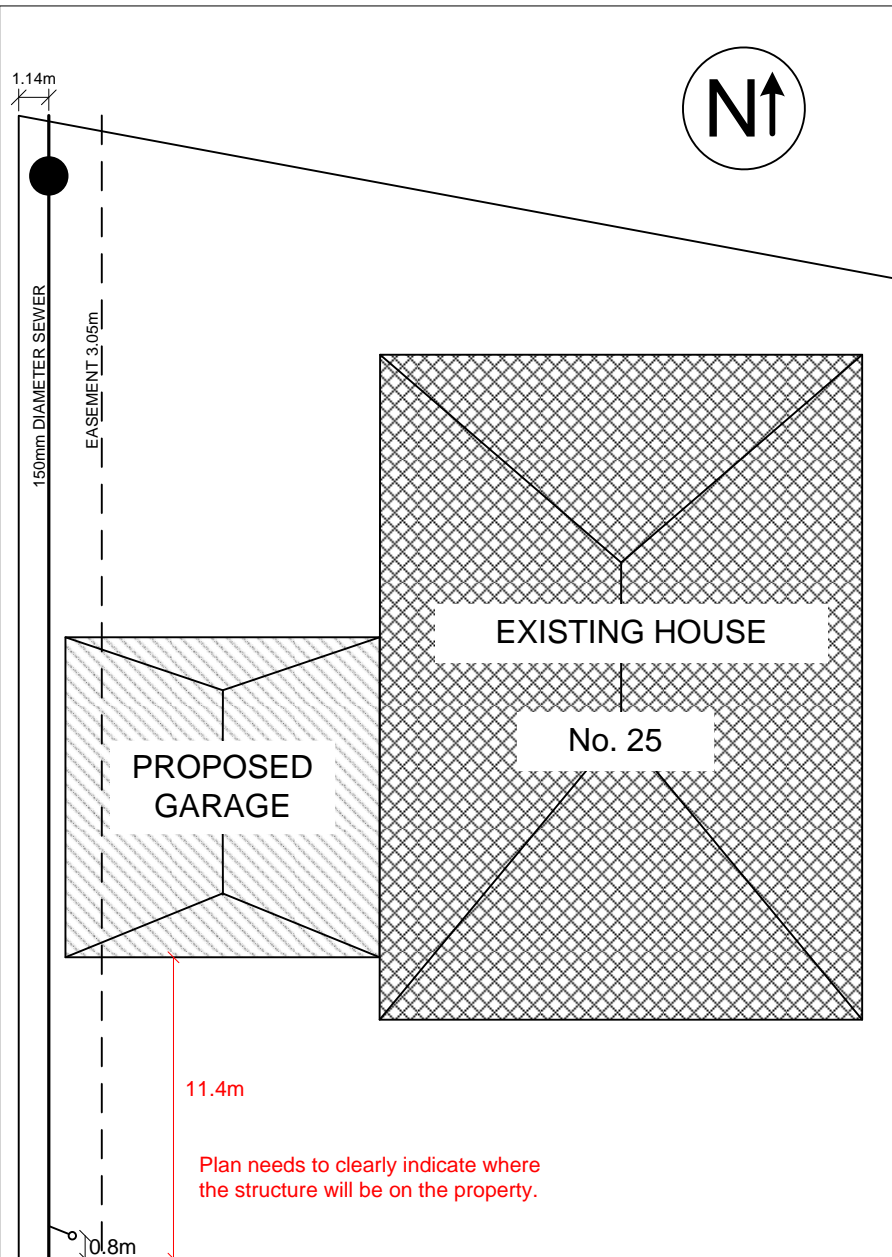 1.14m
N
150mm DIAMETER SEWER
EASEMENT 3.05m
EXISTING HOUSE
No. 25
PROPOSED
GARAGE
11.4m
Plan needs to clearly indicate where
the structure will be on the property.
0.8m